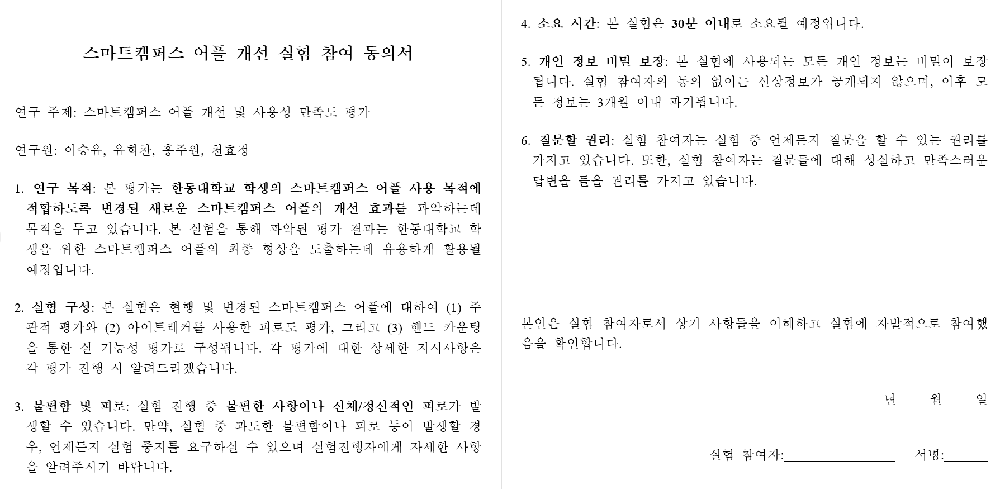 스마트캠퍼스 어플 개선 실험 참여 동의서
연구 주제: 스마트캠퍼스 어플 개선 및 사용성 만족도 평가
연구원: 이승유, 유희찬, 홍주원, 천효정
1. 연구 목적: 본 평가는 한동대학교 학생의 스마트캠퍼스 어플 사용 목적에
적합하도록 변경된 새로운 스마트캠퍼스 어플의 개선 효과를 파악하는데
목적을 두고 있습니다. 본 실험을 통해 파악된 평가 결과는 한동대학교 학
생을 위한 스마트캠퍼스 어플의 최종 형상을 도출하는데 유용하게 활용될
예정입니다.
2. 실험 구성: 본 실험은 현행 및 변경된 스마트캠퍼스 어플에 대하여 (1) 주
관적 평가와 (2) 아이트래커를 사용한 피로도 평가, 그리고 (3) 핸드 카운팅
을 통한 실 기능성 평가로 구성됩니다. 각 평가에 대한 상세한 지시사항은
각 평가 진행 시 알려드리겠습니다.
3. 불편함 및 피로: 실험 진행 중 불편한 사항이나 신체/정신적인 피로가 발
생할 수 있습니다. 만약, 실험 중 과도한 불편함이나 피로 등이 발생할 경
우, 언제든지 실험 중지를 요구하실 수 있으며 실험진행자에게 자세한 사항
을 알려주시기 바랍니다.
4. 소요 시간: 본 실험은 30분 이내로 소요될 예정입니다.
5. 개인 정보 비밀 보장: 본 실험에 사용되는 모든 개인 정보는 비밀이 보장
됩니다. 실험 참여자의 동의 없이는 신상정보가 공개되지 않으며, 이후 모
든 정보는 3개월 이내 파기됩니다.
6. 질문할 권리: 실험 참여자는 실험 중 언제든지 질문을 할 수 있는 권리를
가지고 있습니다. 또한, 실험 참여자는 질문들에 대해 성실하고 만족스러운
답변을 들을 권리를 가지고 있습니다.
본인은 실험 참여자로서 상기 사항들을 이해하고 실험에 자발적으로 참여했
음을 확인합니다.
년 월 일
실험 참여자:________________ 서명:______